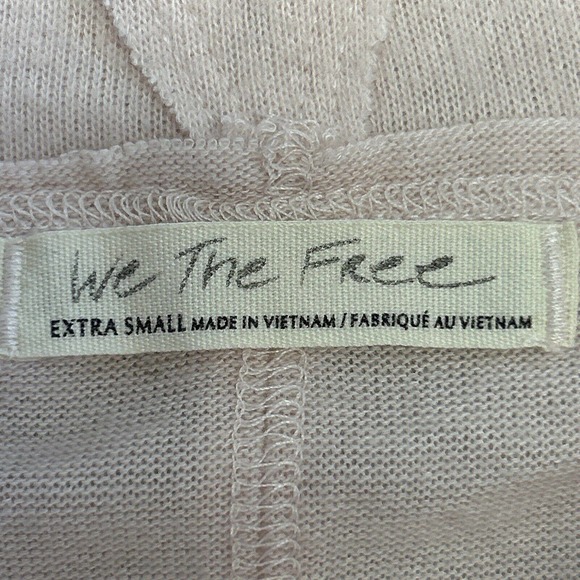 We The Free
EXTRA SMALL MADE IN VIETNAM / FABRIQUÉ AU VIETNAM